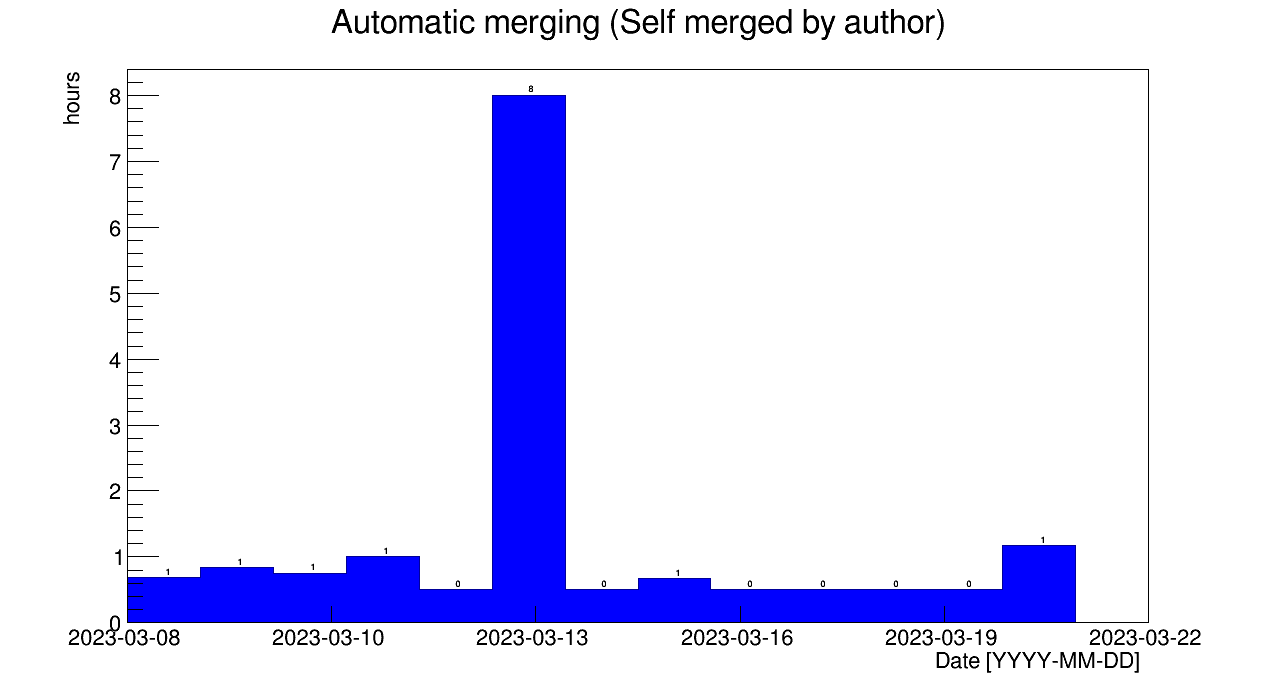 Automatic merging (Self merged by author)
hours
8
7
6
5
4
3
2
1
0
1 1 1 1 0 8 0 1 0 0 0 0 1
2023-03-08 2023-03-10 2023-03-13 2023-03-16 2023-03-19 2023-03-22
Date [YYYY-MM-DD]